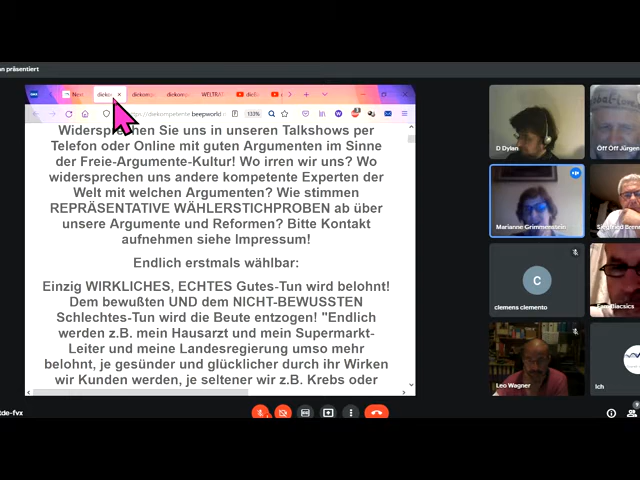 an präsentiert
diekompetente.beepworld.
133%
Widersprechen Sie uns in unseren Talkshows per
Telefon oder Online mit guten Argumenten im Sinne
der Freie-Argumente-Kultur! Wo irren wir uns? Wo
widersprechen uns andere kompetente Experten der
Welt mit welchen Argumenten? Wie stimmen
REPRÄSENTATIVE WÄHLERSTICHPROBEN ab über
unsere Argumente und Reformen? Bitte Kontakt
aufnehmen siehe Impressum!
Endlich erstmals wählbar:
Einzig WIRKLICHES, ECHTES Gutes-Tun wird belohnt!
Dem bewußten UND dem NICHT-BEWUSSTEN
Schlechtes-Tun wird die Beute entzogen! "Endlich
werden z.B. mein Hausarzt und mein Supermarkt-
Leiter und meine Landesregierung umso mehr
belohnt, je gesünder und glücklicher durch ihr Wirken
wir Kunden werden, je seltener wir z.B. Krebs oder
D Dylen
Öff Öff Jürgen
Marianne Grimmenstein
Siegfried
C
clemens clemento
Leo Wagner
Ich
tde-fvx